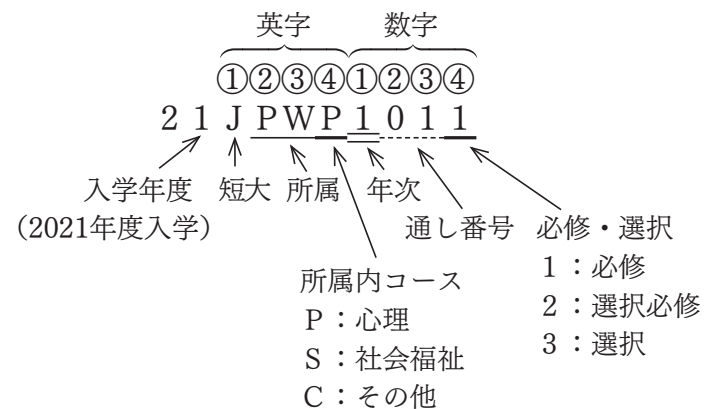 英字 数字
①②③④①②③④
21JPWP1011
入学年度 短大 所属 年次
(2021年度入学) 通し番号 必修・選択
所属内コース 1:必修
P:心理 2:選択必修
S:社会福祉 3:選択
C:その他